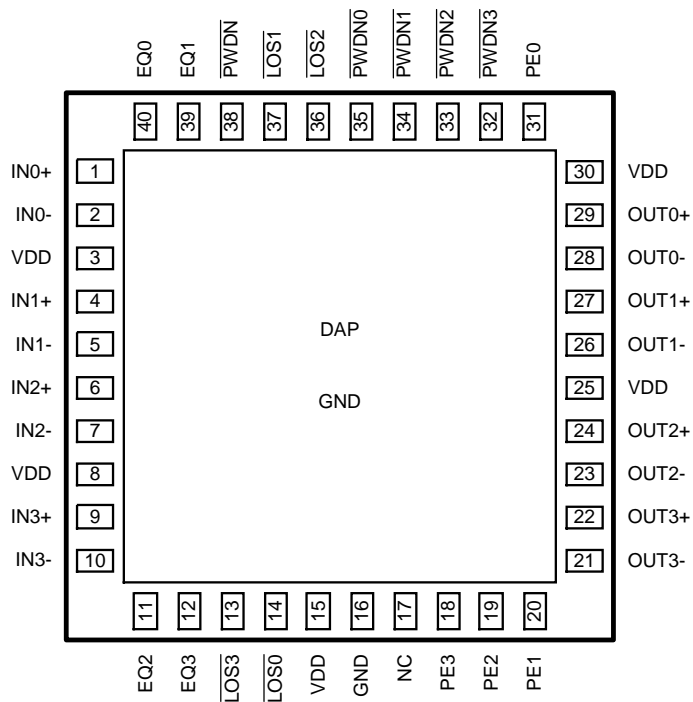 EQ0
EQ1
PWDN
LOS1
LOS2
PWDN0
PWDN1
PWDN2
PWDN3
PE0
40
39
38
37
36
35
34
33
32
31
IN0+ 1
IN0- 2
VDD 3
IN1+ 4
IN1- 5
IN2+ 6
IN2- 7
VDD 8
IN3+ 9
IN3- 10
DAP
GND
30 VDD
29 OUT0+
28 OUT0-
27 OUT1+
26 OUT1-
25 VDD
24 OUT2+
23 OUT2-
22 OUT3+
21 OUT3-
11
12
13
14
15
16
17
18
19
20
EQ2
EQ3
LOS3
LOS0
VDD
GND
NC
PE3
PE2
PE1